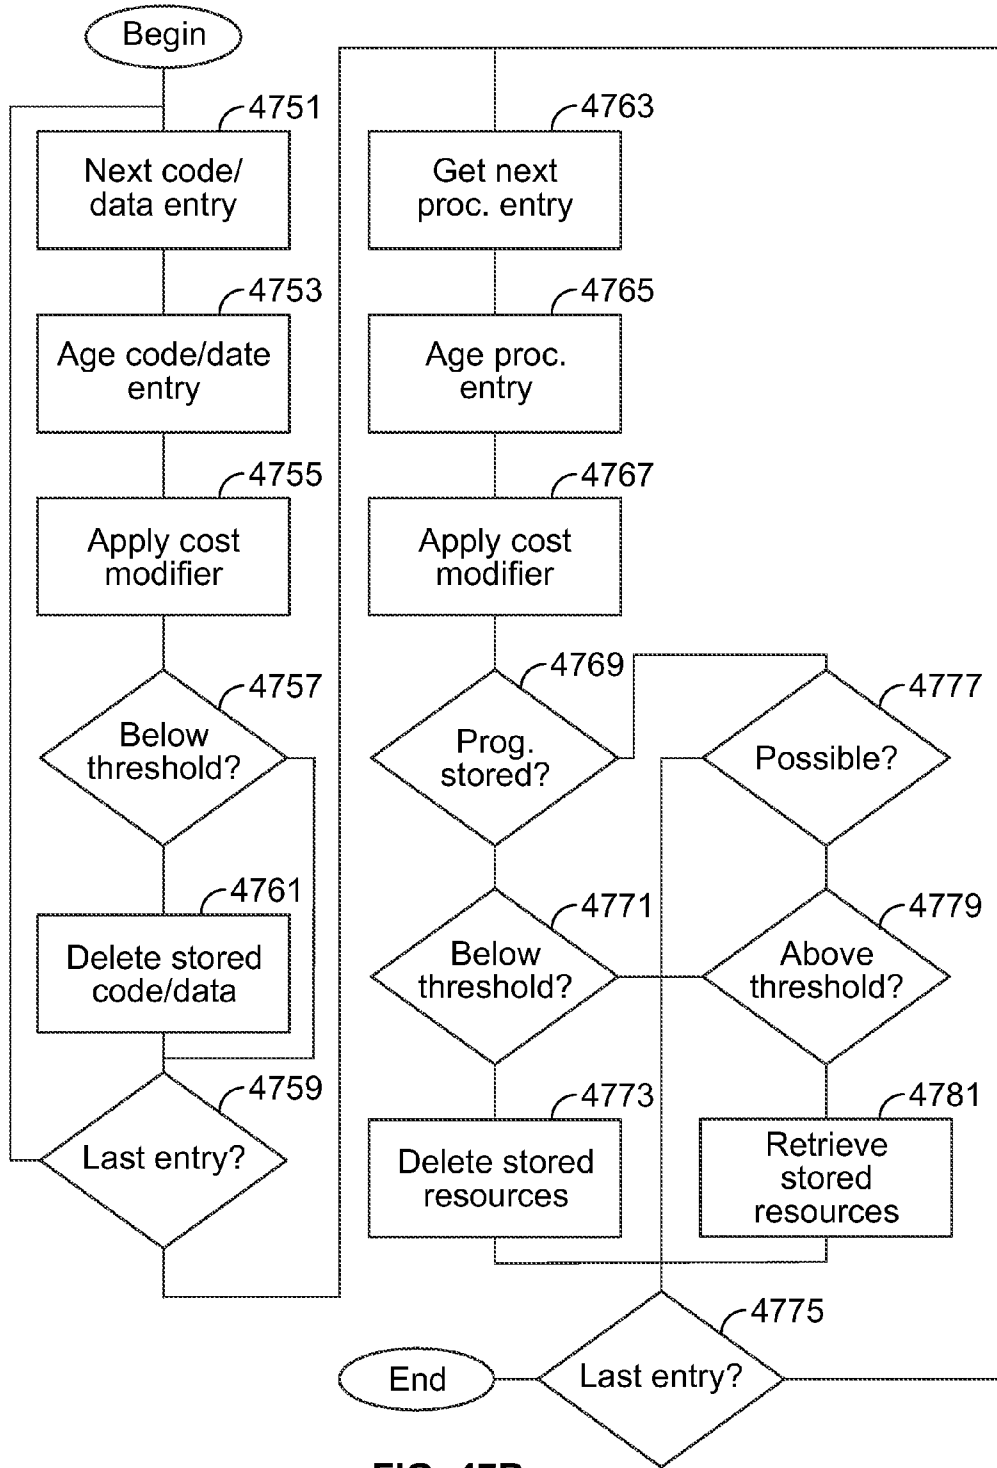 Begin
4751
Next code/
data entry
4753
Age code/date
entry
4755
Apply cost
modifier
4757
Below
threshold?
4761
Delete stored
code/data
4759
Last entry?
4763
Get next
proc. entry
4765
Age proc.
entry
4767
Apply cost
modifier
4769
Prog.
stored?
4771
Below
threshold?
4773
Delete stored
resources
4777
Possible?
4779
Above
threshold?
4781
Retrieve
stored
resources
4775
Last entry?
End